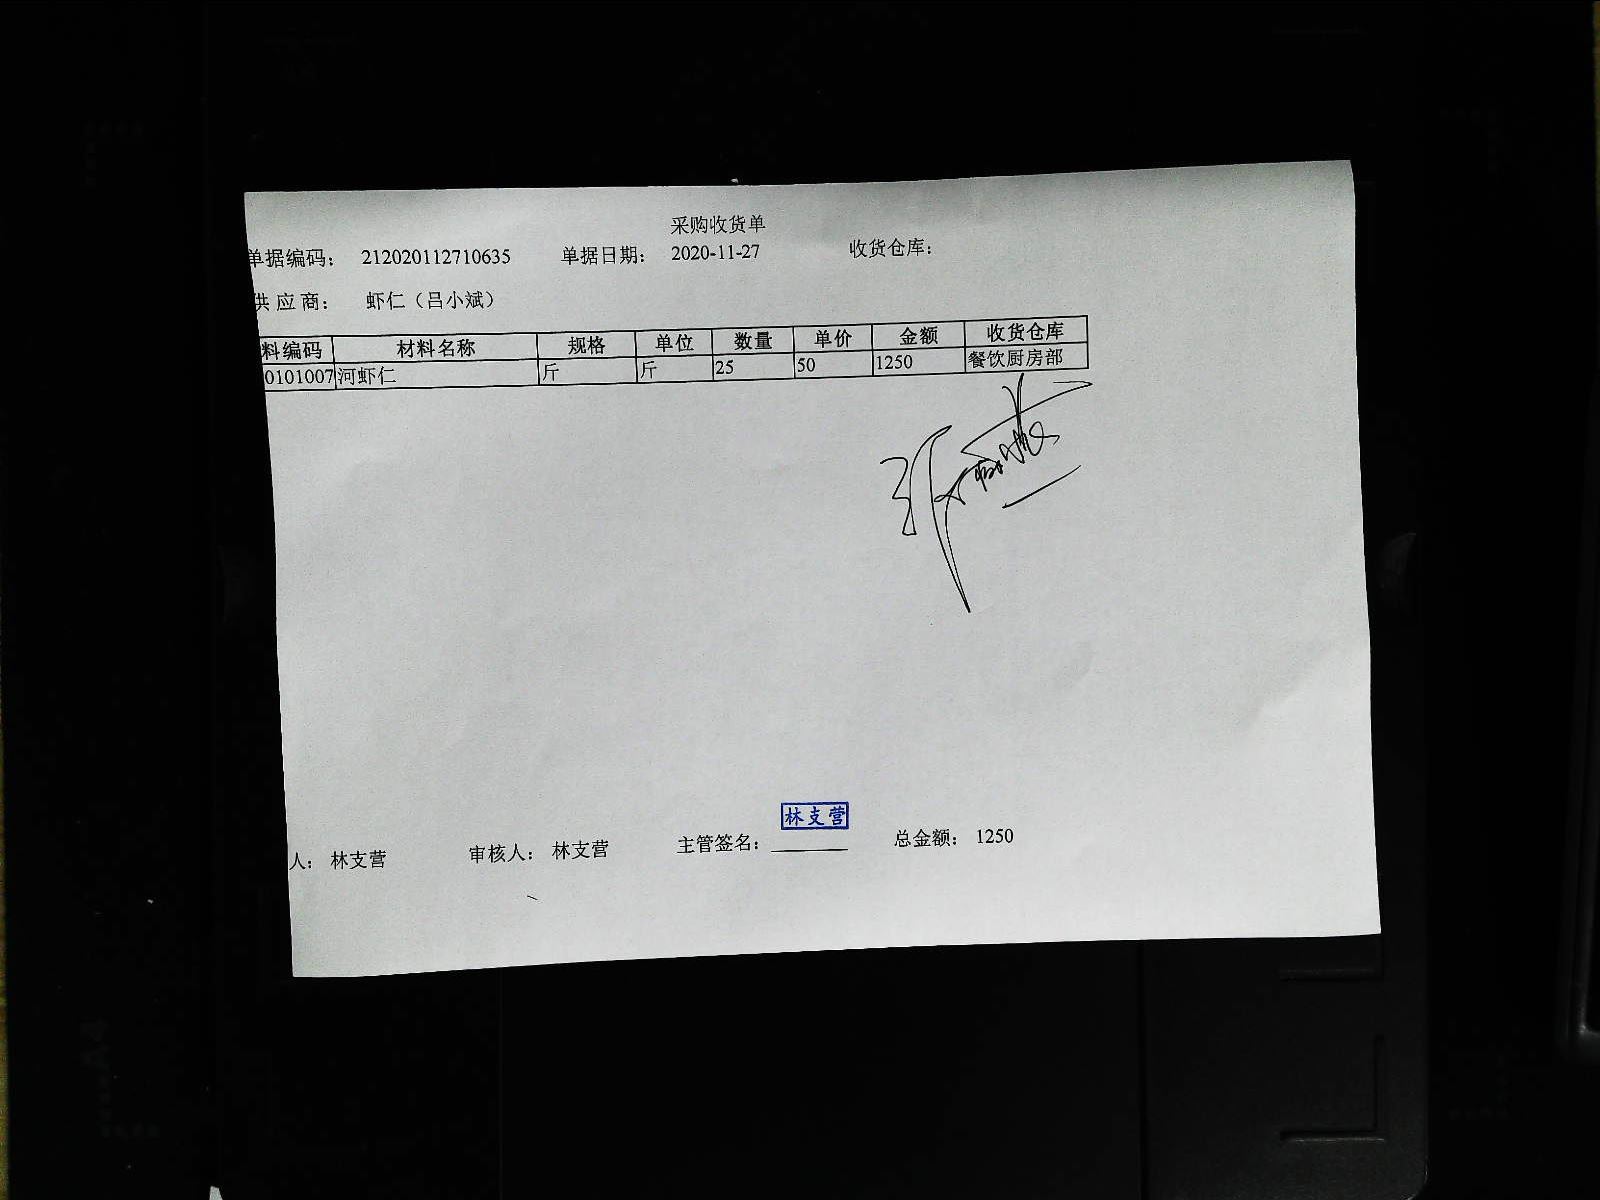 采购收货单
单据编码： 212020112710635 单据日期： 2020-11-27 收货仓库：
供应商： 虾仁（吕小斌）
料编码 材料名称 规格 单位 数量 单价 金额 收货仓库
0101007 河虾仁 斤 斤 25 50 1250 餐饮厨房部
林支营
人： 林支营 审核人： 林支营 主管签名： 总金额： 1250